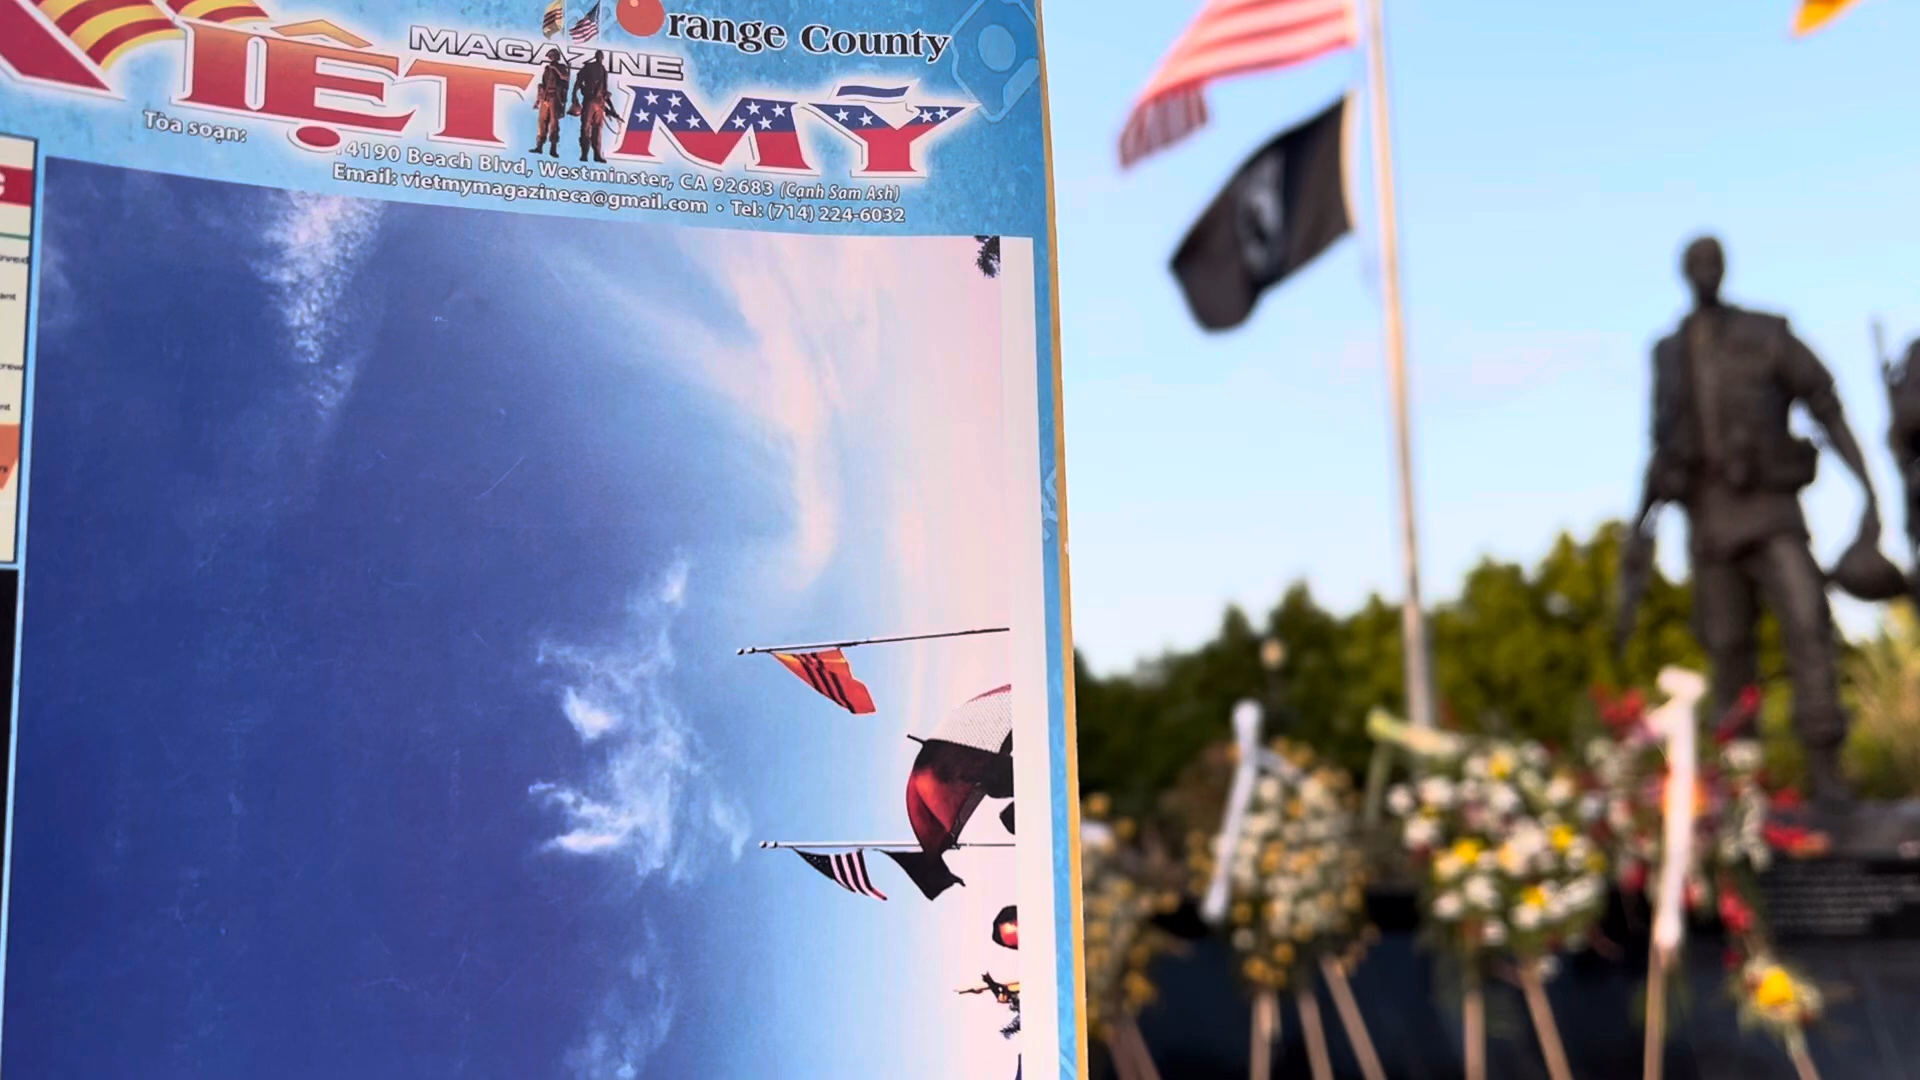 Orange County
MAGAZINE
VIỆT MỸ
Tòa soạn:
4190 Beach Blvd, Westminster, CA 92683 (Cạnh Sam Ash)
Email: vietmymagazineca@gmail.com • Tel: (714) 224-6032